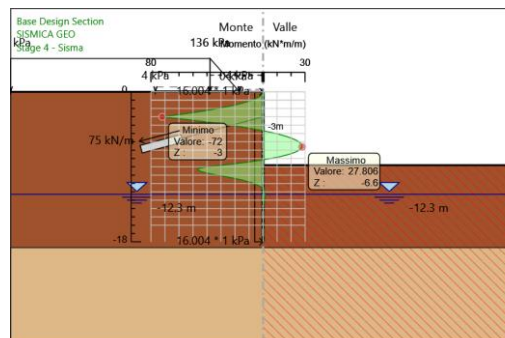 Base Design Section
SISMICA GEO
Stage 4 - Sisma
kPa
Monte
Valle
136 kPa
Momento (kN*m/m)
80
30
4 kPa
0
16.004 * 1 kPa
-3m
75 kN/m
Minimo
Valore: -72
Z : -3
Massimo
Valore: 27.806
Z : -6.6
-12.3 m
-12.3 m
-18
16.004 * 1 kPa